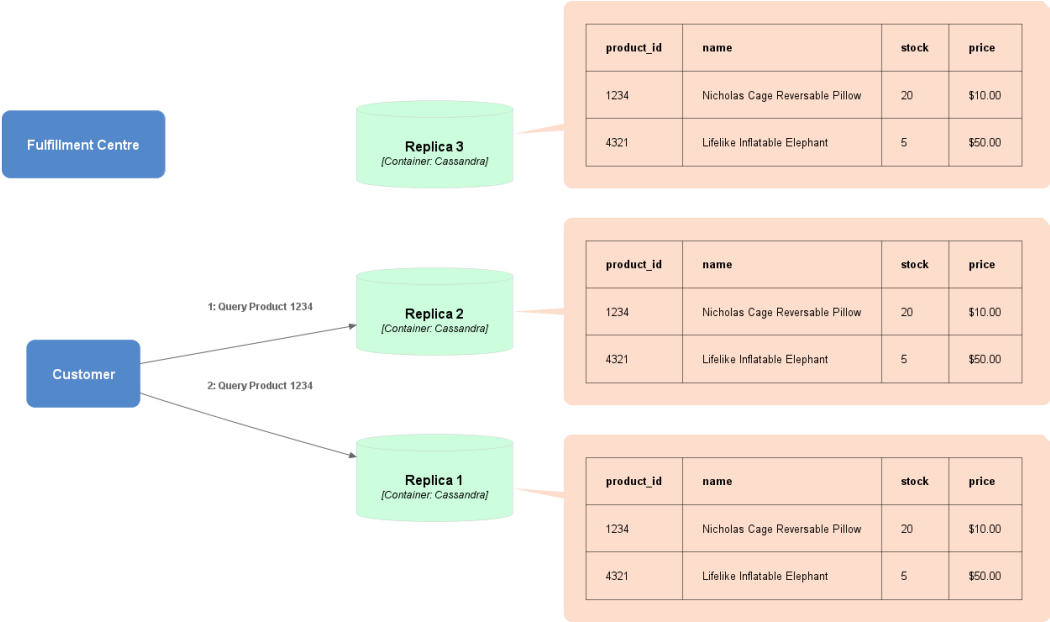 product_id name stock price
1234 Nicholas Cage Reversable Pillow 20 $10.00
4321 Lifelike Inflatable Elephant 5 $50.00
Fulfillment Centre
Replica 3
[Container: Cassandra]
product_id name stock price
1234 Nicholas Cage Reversable Pillow 20 $10.00
4321 Lifelike Inflatable Elephant 5 $50.00
1: Query Product 1234
Replica 2
[Container: Cassandra]
Customer
2: Query Product 1234
Replica 1
[Container: Cassandra]
product_id name stock price
1234 Nicholas Cage Reversable Pillow 20 $10.00
4321 Lifelike Inflatable Elephant 5 $50.00